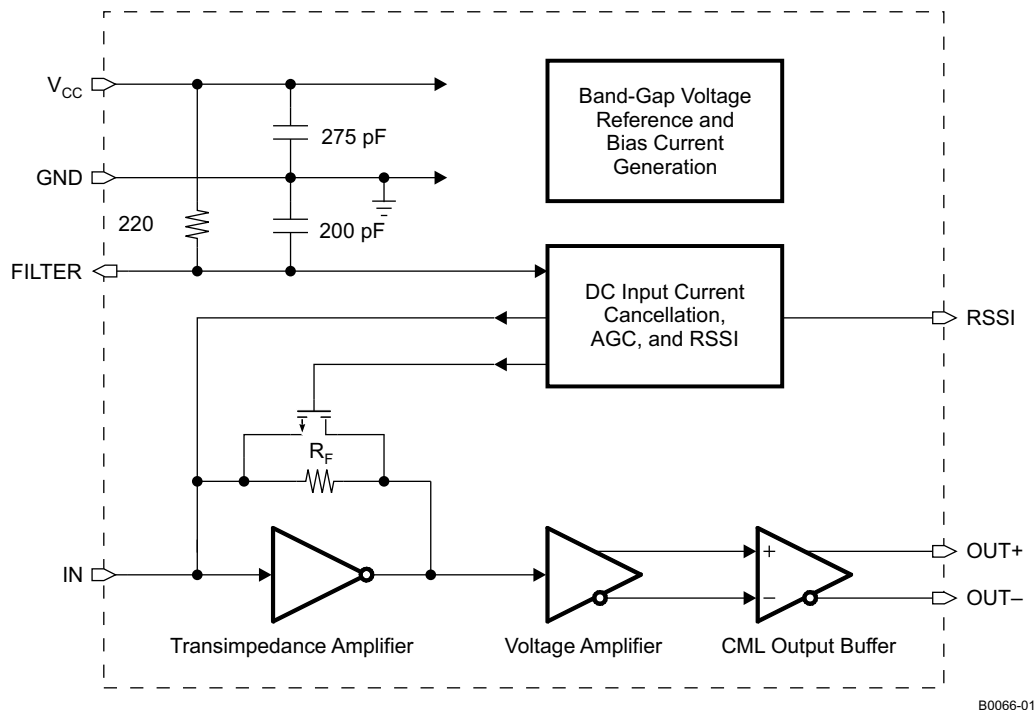 V_CC
275 pF
GND
220
200 pF
FILTER
Band-Gap Voltage
Reference and
Bias Current
Generation
DC Input Current
Cancellation,
AGC, and RSSI
RSSI
R_F
IN
Transimpedance Amplifier
Voltage Amplifier
+
−
CML Output Buffer
OUT+
OUT−
B0066-01